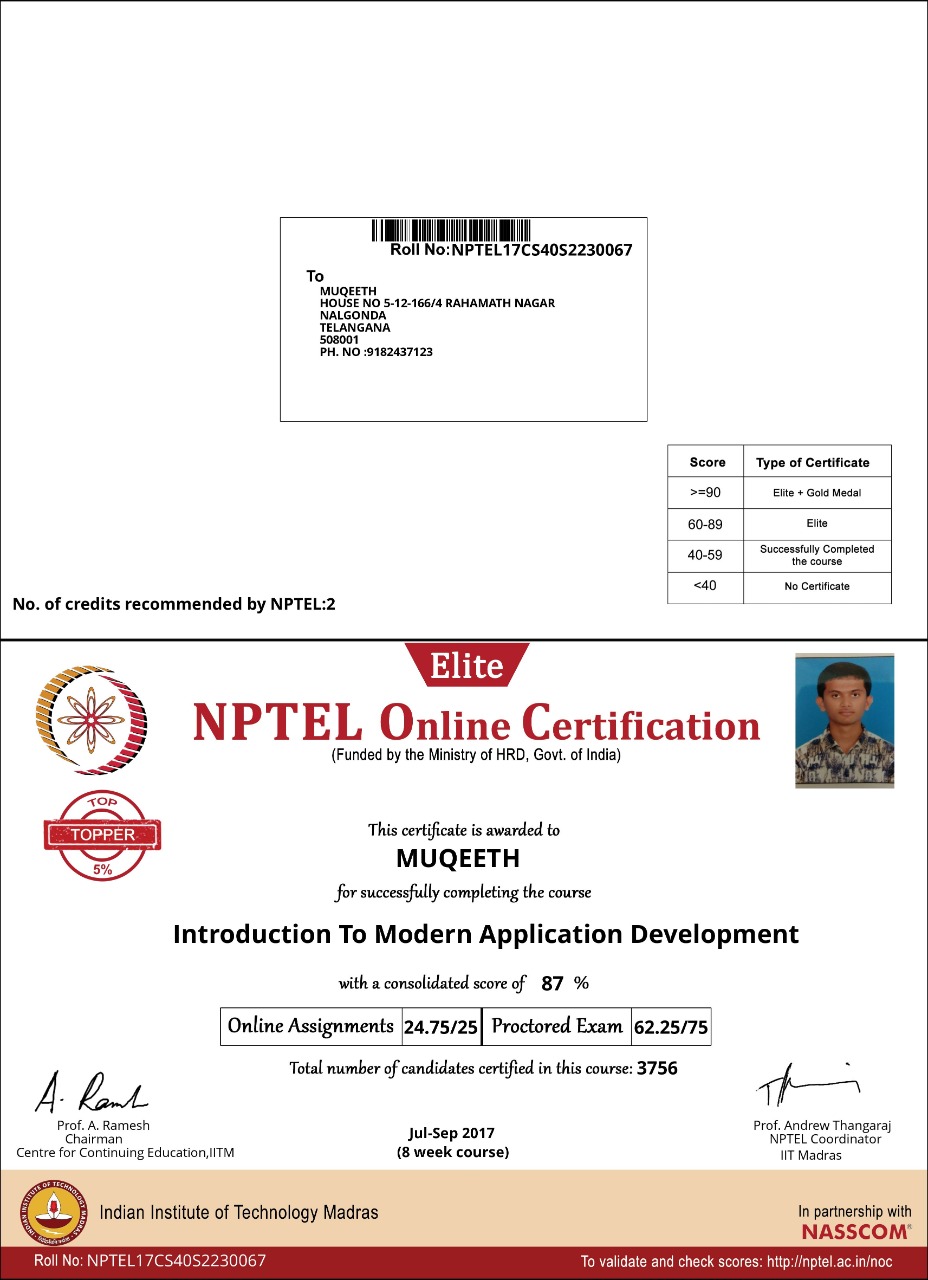 Roll No:NPTEL17CS40S2230067
To
MUQEETH
HOUSE NO 5-12-166/4 RAHAMATH NAGAR
NALGONDA
TELANGANA
508001
PH. NO :9182437123
Score Type of Certificate
>=90 Elite + Gold Medal
60-89 Elite
40-59 Successfully Completed the course
<40 No Certificate
No. of credits recommended by NPTEL:2
Elite
NPTEL Online Certification
(Funded by the Ministry of HRD, Govt. of India)
TOP
TOPPER
5%
This certificate is awarded to
MUQEETH
for successfully completing the course
Introduction To Modern Application Development
with a consolidated score of 87 %
Online Assignments 24.75/25 Proctored Exam 62.25/75
Total number of candidates certified in this course: 3756
A. Ramesh
Prof. A. Ramesh
Chairman
Centre for Continuing Education,IITM
Jul-Sep 2017
(8 week course)
Prof. Andrew Thangaraj
NPTEL Coordinator
IIT Madras
INDIAN INSTITUTE OF TECHNOLOGY MADRAS
Indian Institute of Technology Madras
In partnership with
NASSCOM®
Roll No: NPTEL17CS40S2230067
To validate and check scores: http://nptel.ac.in/noc